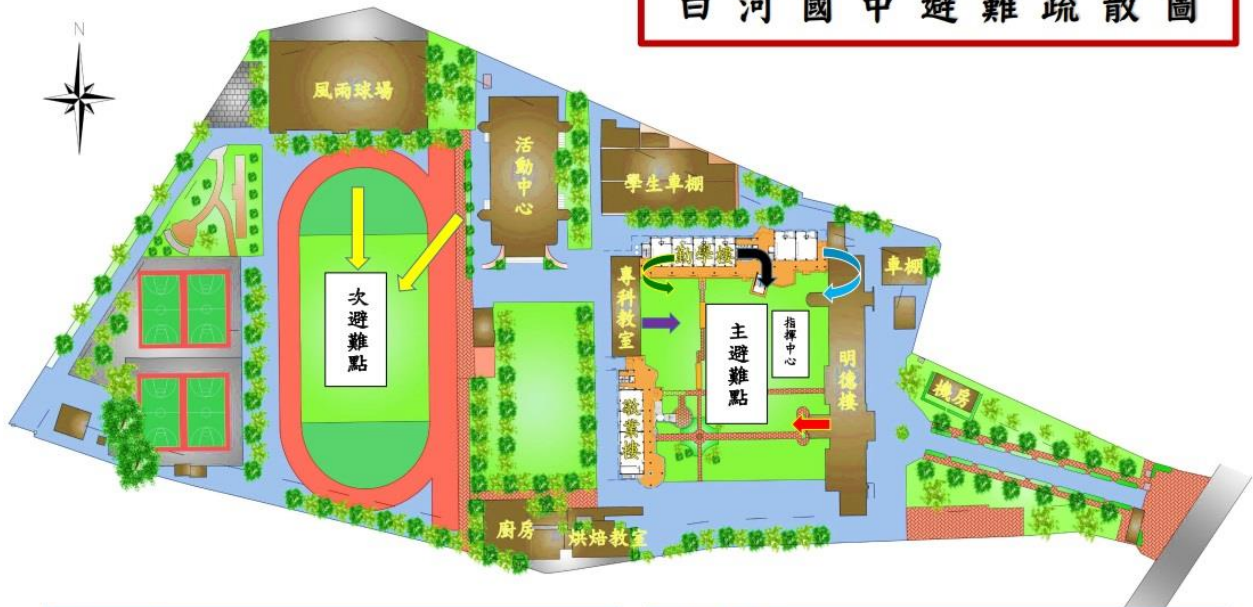 白河國中避難疏散圖
N
風雨球場
活動中心
學生車棚
勤學樓
車棚
專科教室
次避難點
主避難點
指揮中心
明德樓
機房
敬業樓
廚房
烘焙教室